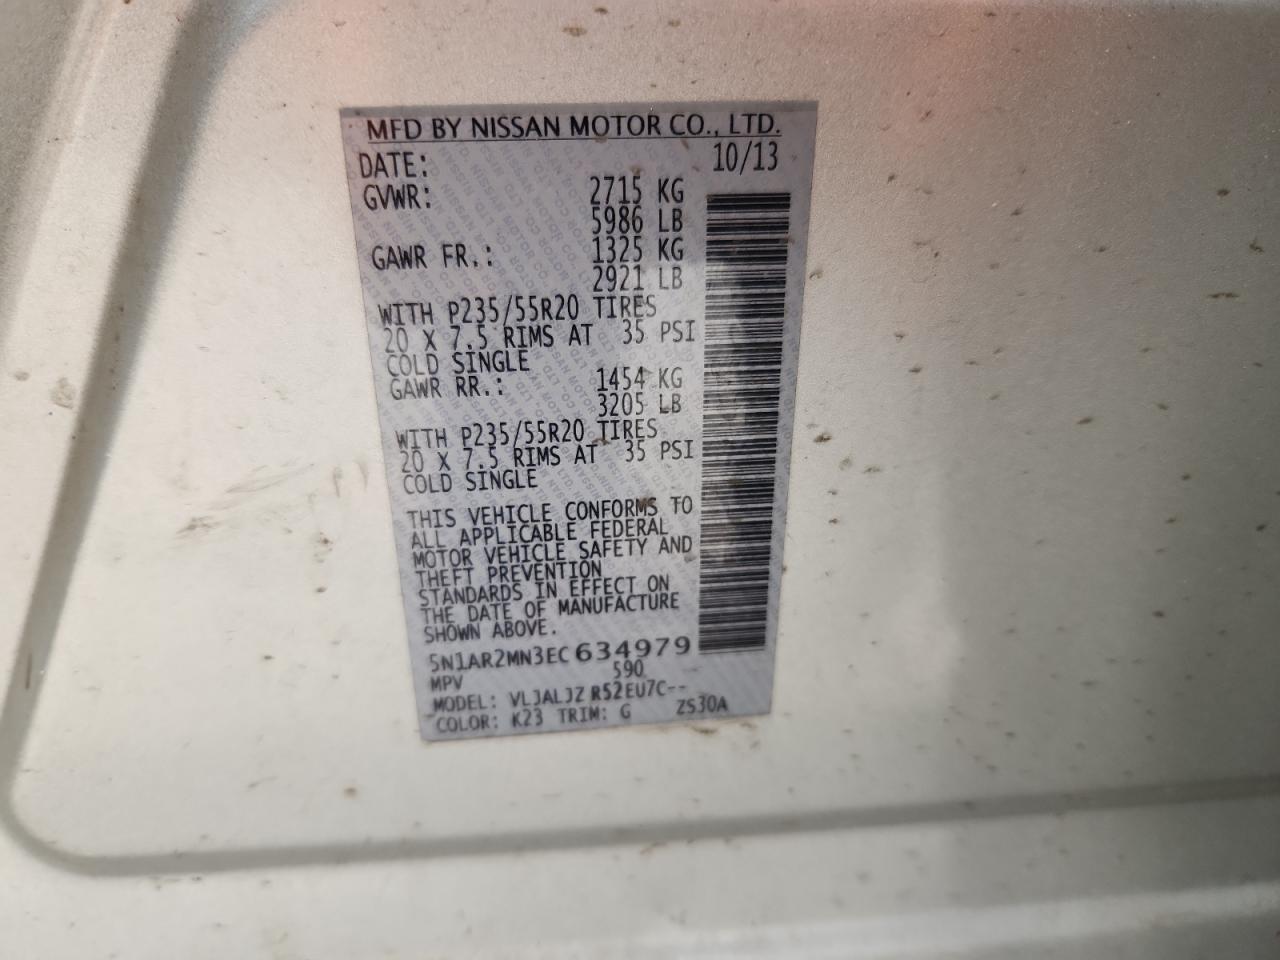 MFD BY NISSAN MOTOR CO., LTD.
DATE: 10/13
GVWR: 2715 KG
5986 LB
GAWR FR.: 1325 KG
2921 LB
WITH P235/55R20 TIRES
20 X 7.5 RIMS AT 35 PSI
COLD SINGLE
GAWR RR.: 1454 KG
3205 LB
WITH P235/55R20 TIRES
20 X 7.5 RIMS AT 35 PSI
COLD SINGLE
THIS VEHICLE CONFORMS TO
ALL APPLICABLE FEDERAL
MOTOR VEHICLE SAFETY AND
THEFT PREVENTION
STANDARDS IN EFFECT ON
THE DATE OF MANUFACTURE
SHOWN ABOVE.
5N1AR2MN3EC634979
MPV 590
MODEL: VLJALJZ R52EU7C--
COLOR: K23 TRIM: G ZS30A